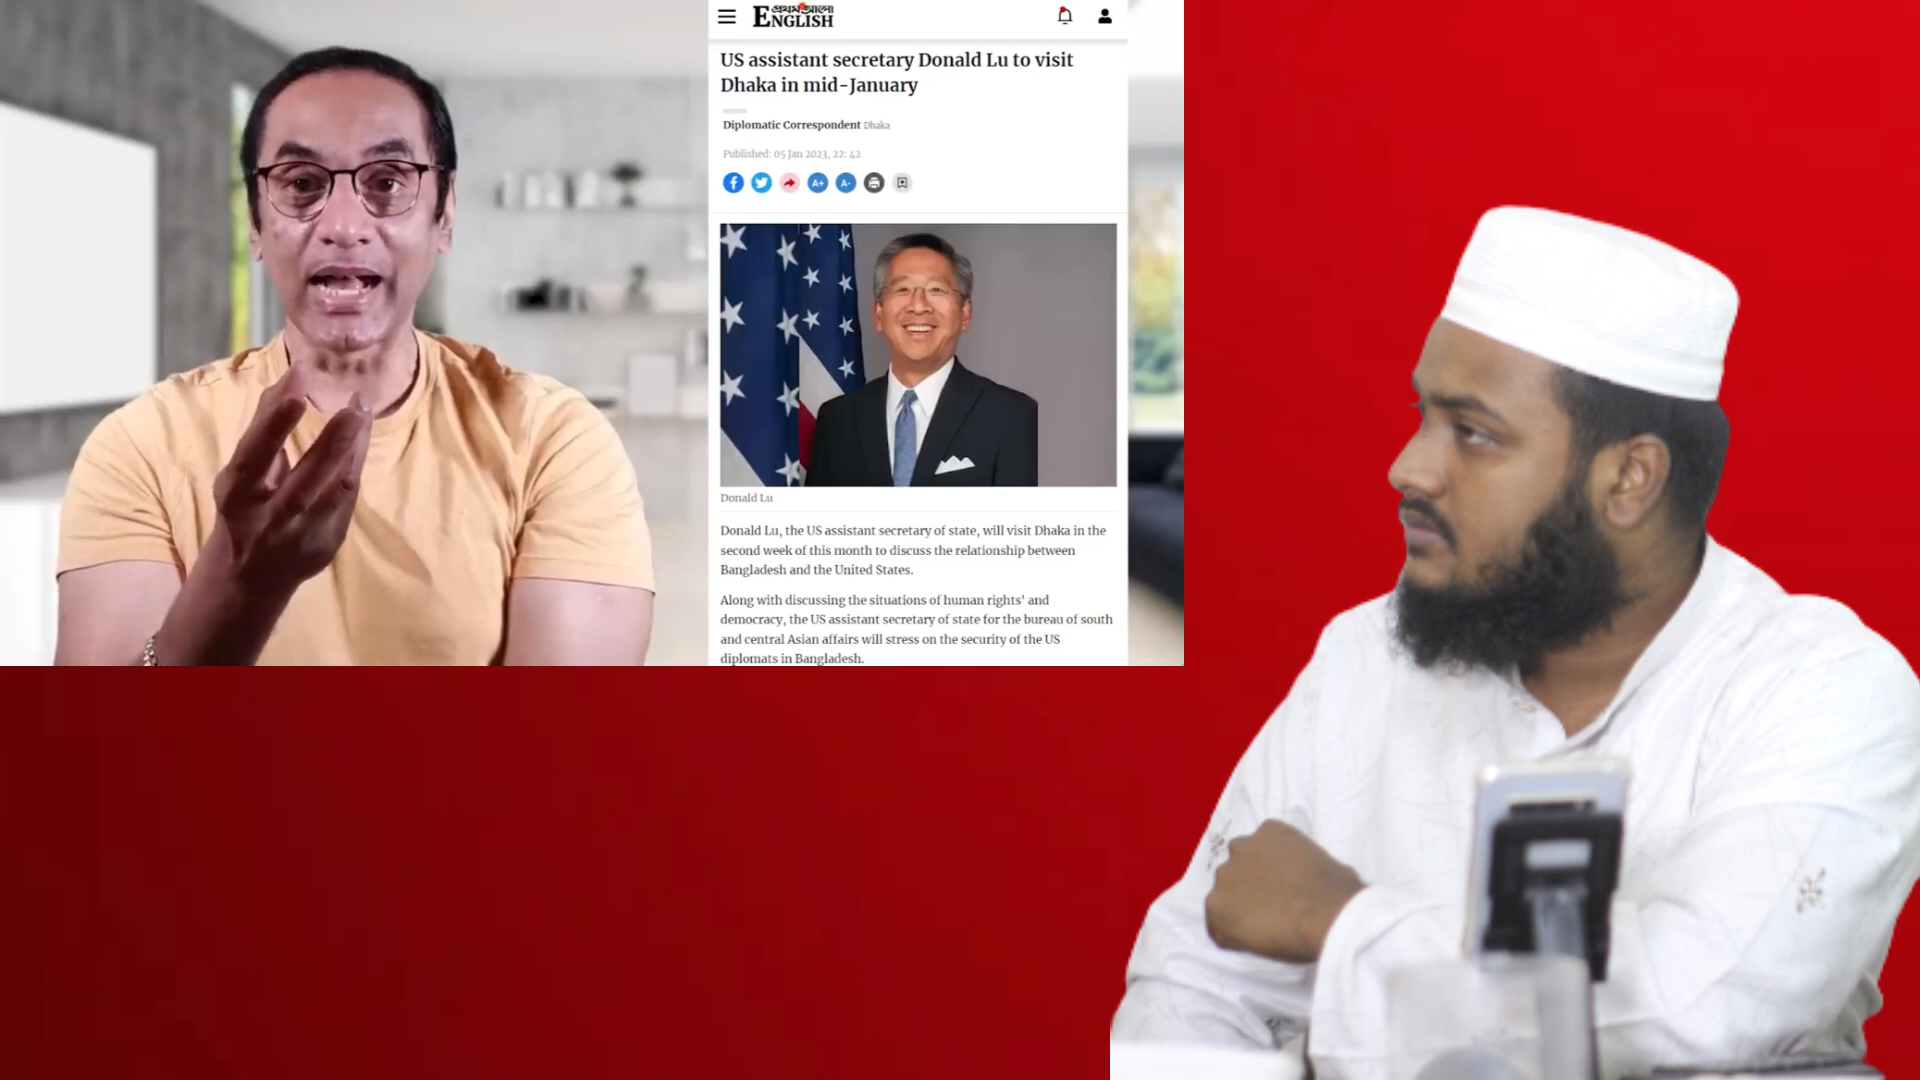 প্রথম আলো
ENGLISH
US assistant secretary Donald Lu to visit
Dhaka in mid-January
Diplomatic Correspondent Dhaka
Published: 05 Jan 2023, 22: 42
A+ A-
Donald Lu
Donald Lu, the US assistant secretary of state, will visit Dhaka in the
second week of this month to discuss the relationship between
Bangladesh and the United States.
Along with discussing the situations of human rights' and
democracy, the US assistant secretary of state for the bureau of south
and central Asian affairs will stress on the security of the US
diplomats in Bangladesh.